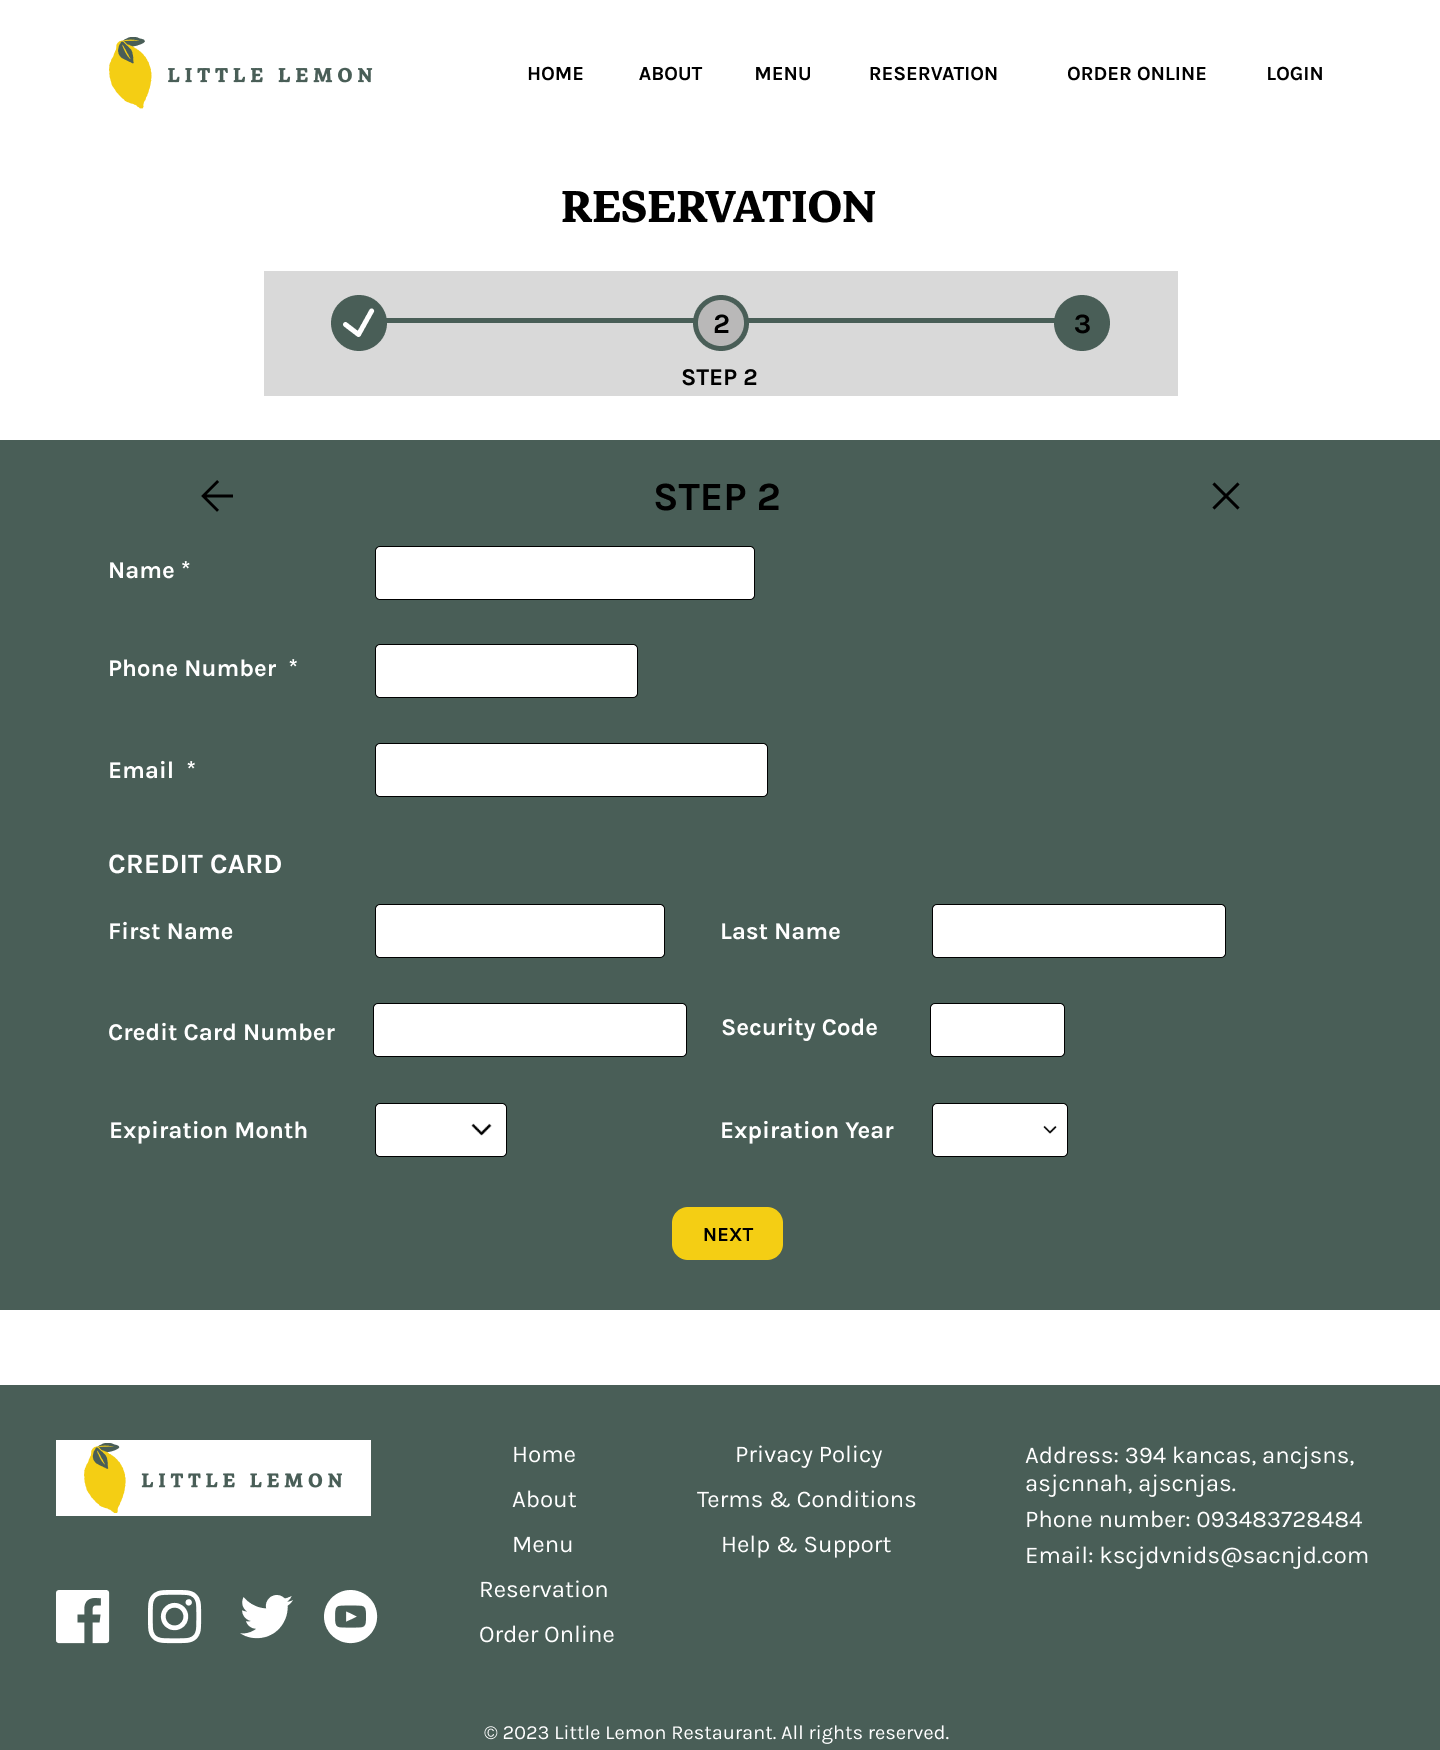 LITTLE LEMON
HOME ABOUT MENU RESERVATION ORDER ONLINE LOGIN
RESERVATION
2 3
STEP 2
STEP 2
Name *
Phone Number *
Email *
CREDIT CARD
First Name Last Name
Credit Card Number Security Code
Expiration Month Expiration Year
NEXT
LITTLE LEMON
Home
About
Menu
Reservation
Order Online
Privacy Policy
Terms & Conditions
Help & Support
Address: 394 kancas, ancjsns,
asjcnnah, ajscnjas.
Phone number: 093483728484
Email: kscjdvnids@sacnjd.com
© 2023 Little Lemon Restaurant. All rights reserved.